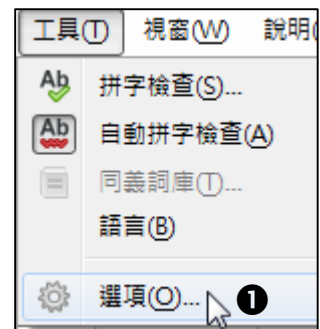 工具(T) 視窗(W) 說明(
拼字檢查(S)...
自動拼字檢查(A)
同義詞庫(T)...
語言(B)
選項(O)... ❶